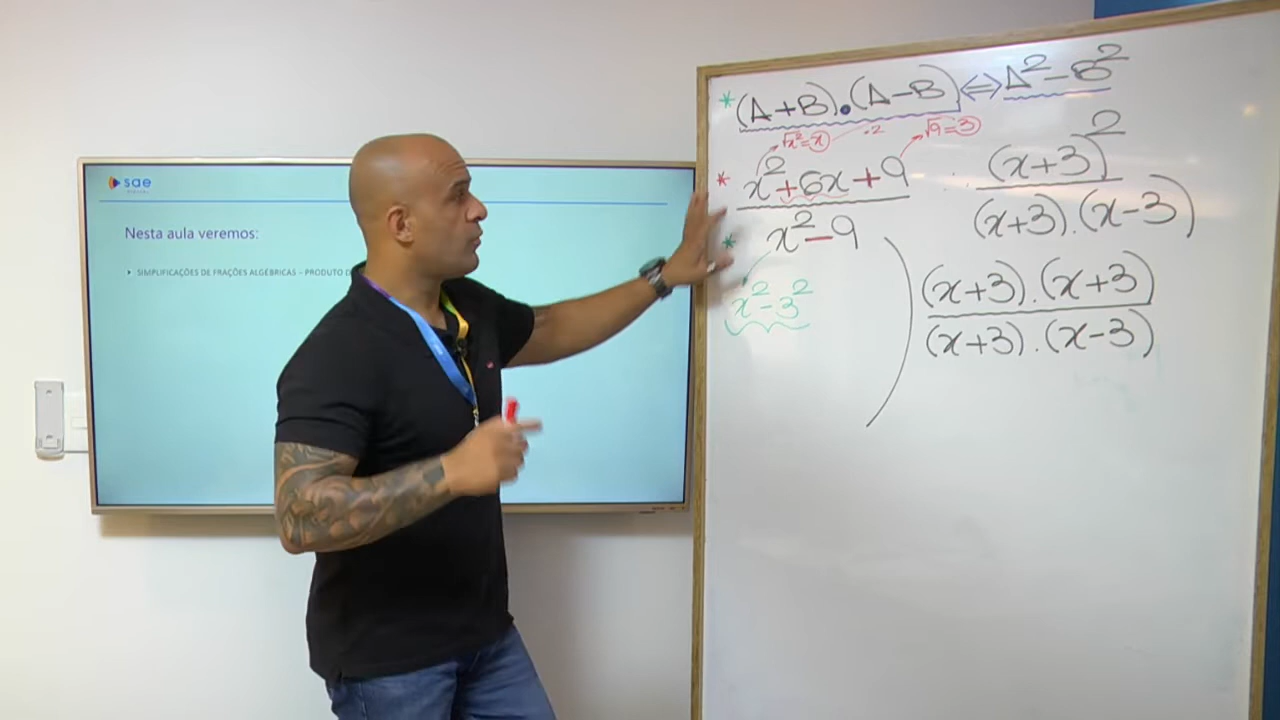 sae
Nesta aula veremos:
SIMPLIFICAÇÕES DE FRAÇÕES ALGÉBRICAS – PRODUTO
* (A+B).(A-B) ⇔ A² - B²
√x² = x .2 √9 = 3
* x² + 6x + 9
x² - 9
* x² - 3²
(x+3)²
(x+3).(x-3)
(x+3).(x+3)
(x+3).(x-3)